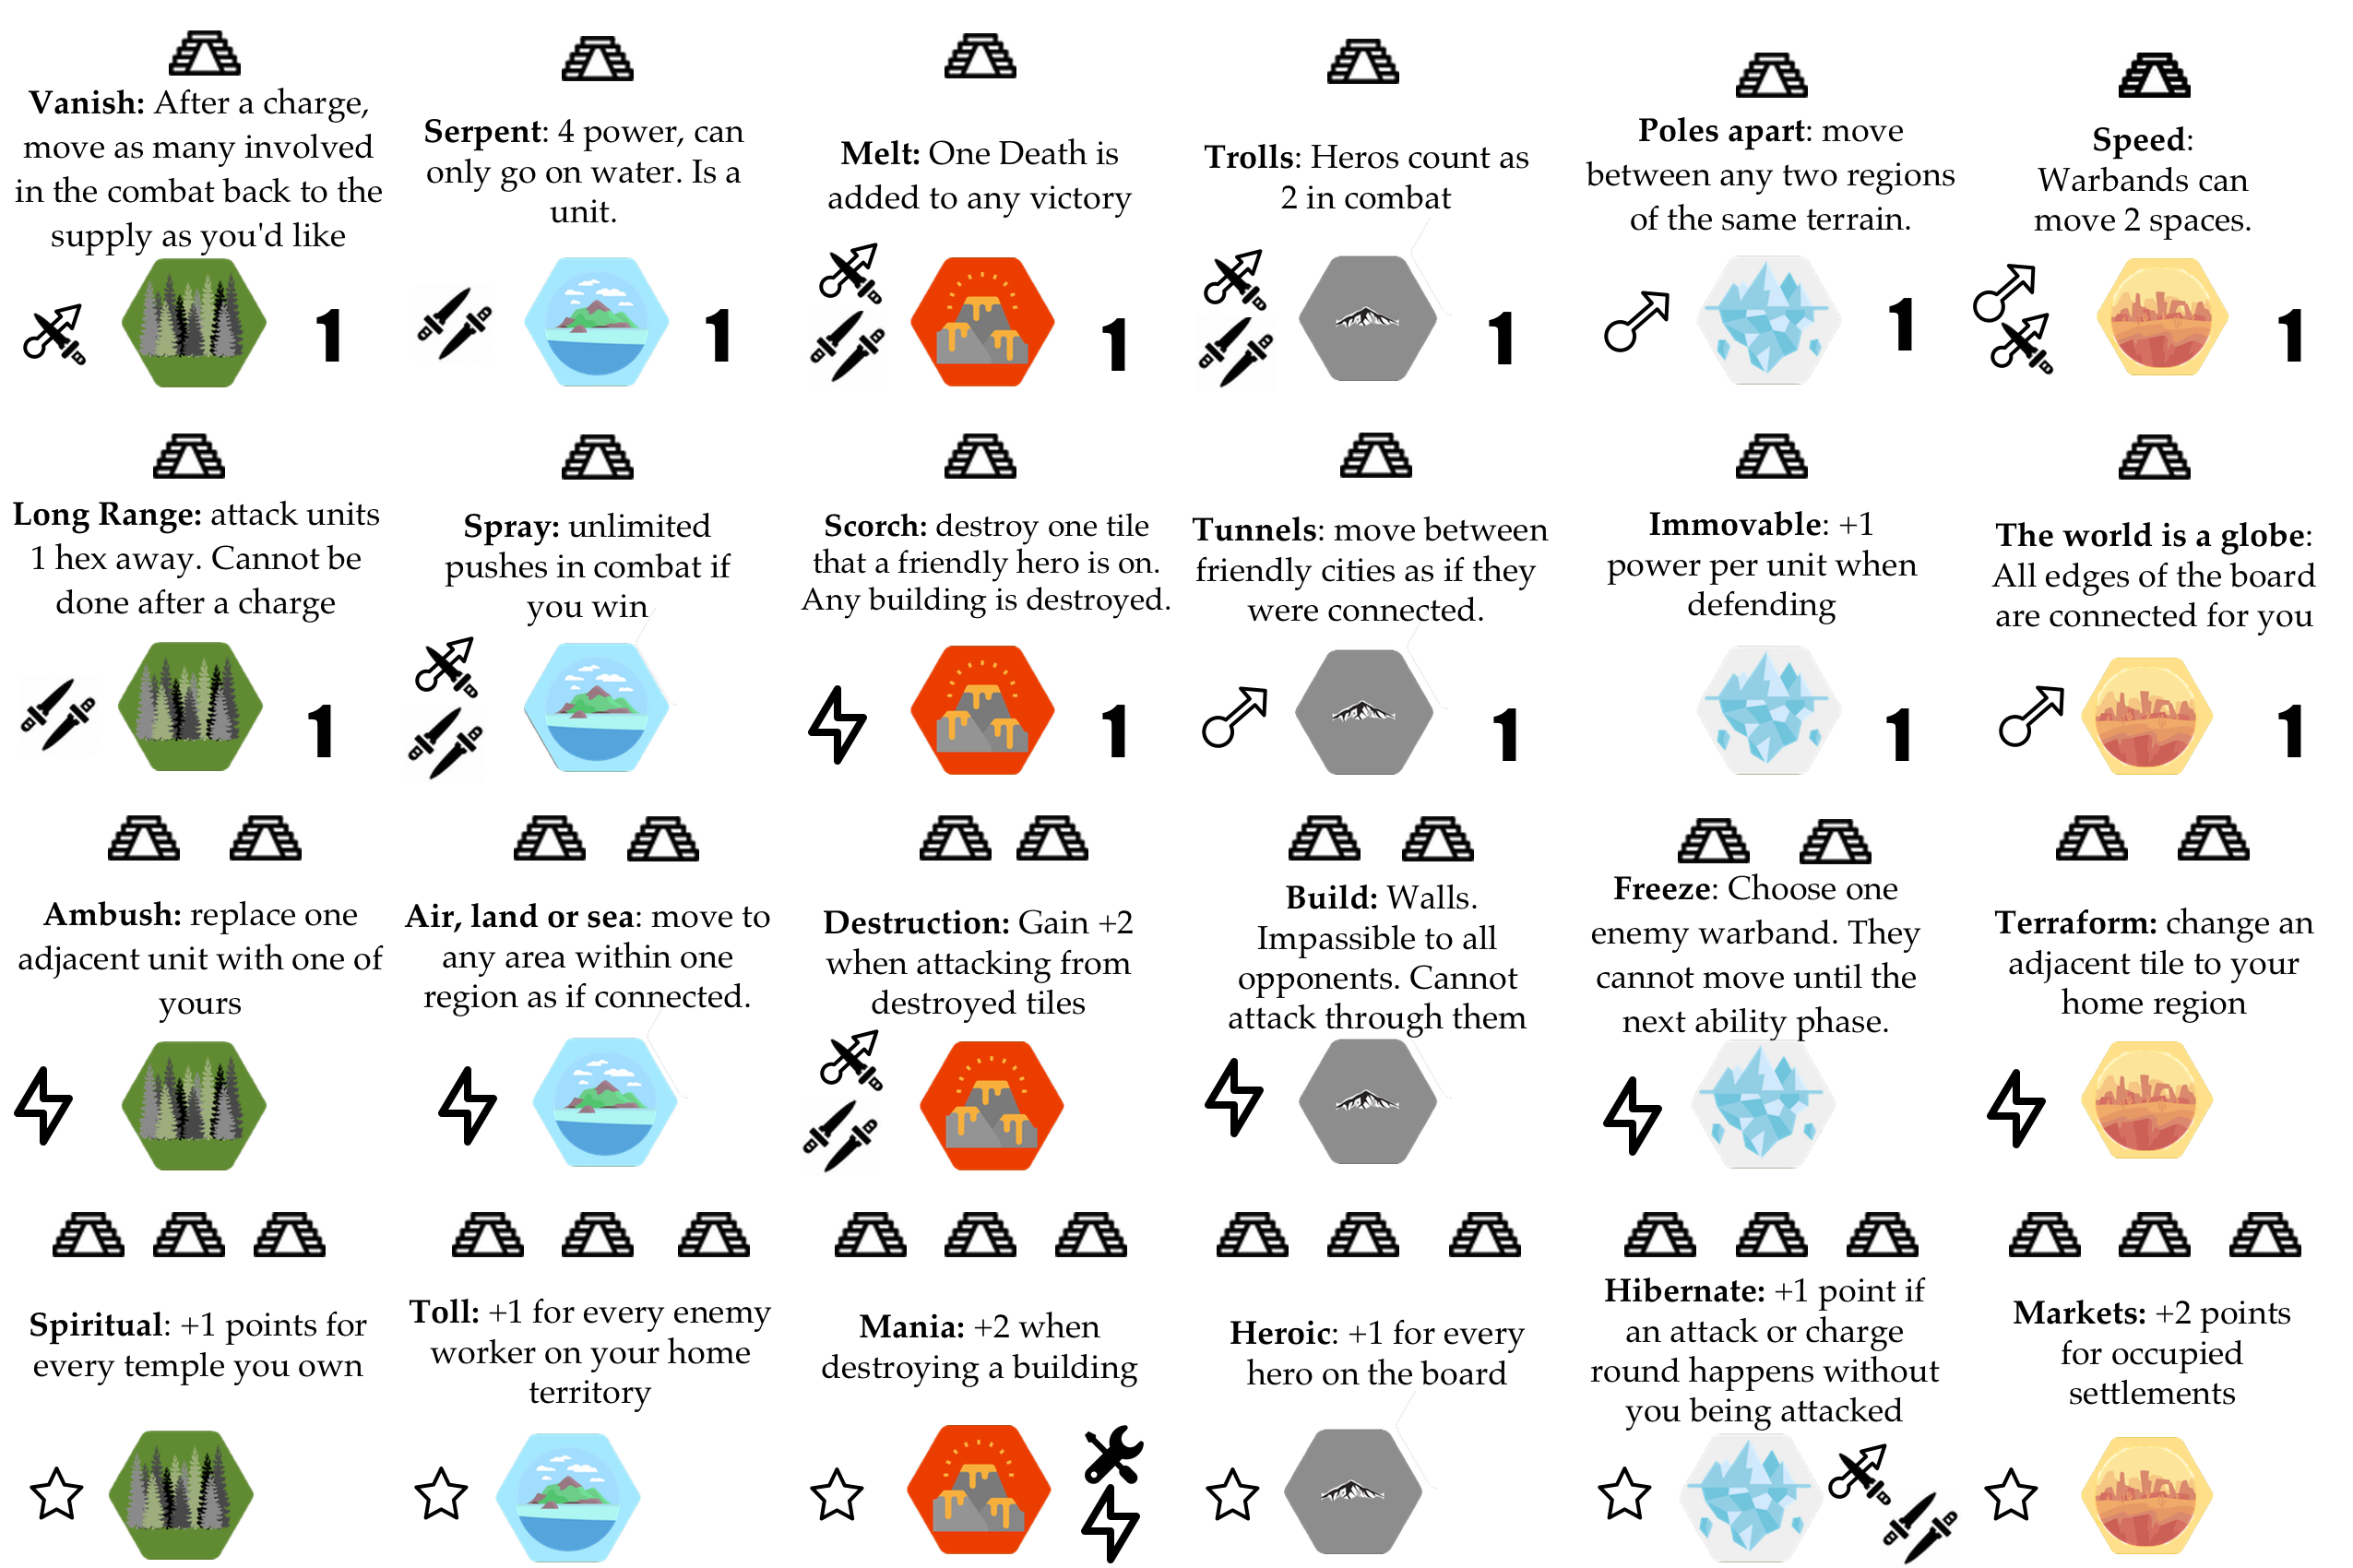 Vanish: After a charge,
move as many involved
in the combat back to the
supply as you'd like
1
Serpent: 4 power, can
only go on water. Is a
unit.
1
Melt: One Death is
added to any victory
1
Trolls: Heros count as
2 in combat
1
Poles apart: move
between any two regions
of the same terrain.
1
Speed:
Warbands can
move 2 spaces.
1
Long Range: attack units
1 hex away. Cannot be
done after a charge
1
Spray: unlimited
pushes in combat if
you win
Scorch: destroy one tile
that a friendly hero is on.
Any building is destroyed.
1
Tunnels: move between
friendly cities as if they
were connected.
1
Immovable: +1
power per unit when
defending
1
The world is a globe:
All edges of the board
are connected for you
1
Ambush: replace one
adjacent unit with one of
yours
Air, land or sea: move to
any area within one
region as if connected.
Destruction: Gain +2
when attacking from
destroyed tiles
Build: Walls.
Impassible to all
opponents. Cannot
attack through them
Freeze: Choose one
enemy warband. They
cannot move until the
next ability phase.
Terraform: change an
adjacent tile to your
home region
Spiritual: +1 points for
every temple you own
Toll: +1 for every enemy
worker on your home
territory
Mania: +2 when
destroying a building
Heroic: +1 for every
hero on the board
Hibernate: +1 point if
an attack or charge
round happens without
you being attacked
Markets: +2 points
for occupied
settlements